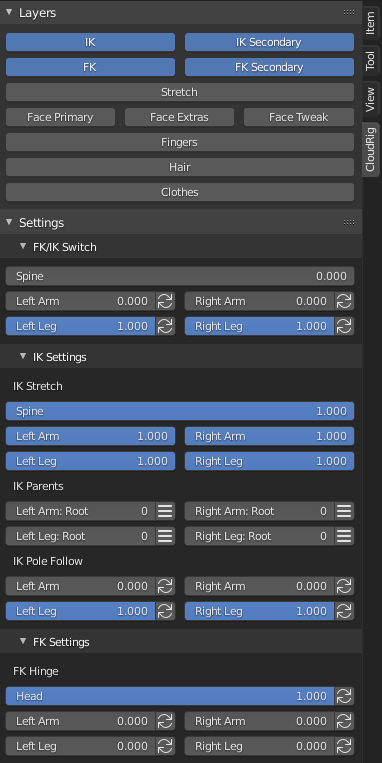 Layers
IK IK Secondary
FK FK Secondary
Stretch
Face Primary Face Extras Face Tweak
Fingers
Hair
Clothes
Settings
FK/IK Switch
Spine 0.000
Left Arm 0.000 Right Arm 0.000
Left Leg 1.000 Right Leg 1.000
IK Settings
IK Stretch
Spine 1.000
Left Arm 1.000 Right Arm 1.000
Left Leg 1.000 Right Leg 1.000
IK Parents
Left Arm: Root 0 Right Arm: Root 0
Left Leg: Root 0 Right Leg: Root 0
IK Pole Follow
Left Arm 0.000 Right Arm 0.000
Left Leg 1.000 Right Leg 1.000
FK Settings
FK Hinge
Head 1.000
Left Arm 0.000 Right Arm 0.000
Left Leg 0.000 Right Leg 0.000
Item
Tool
View
CloudRig